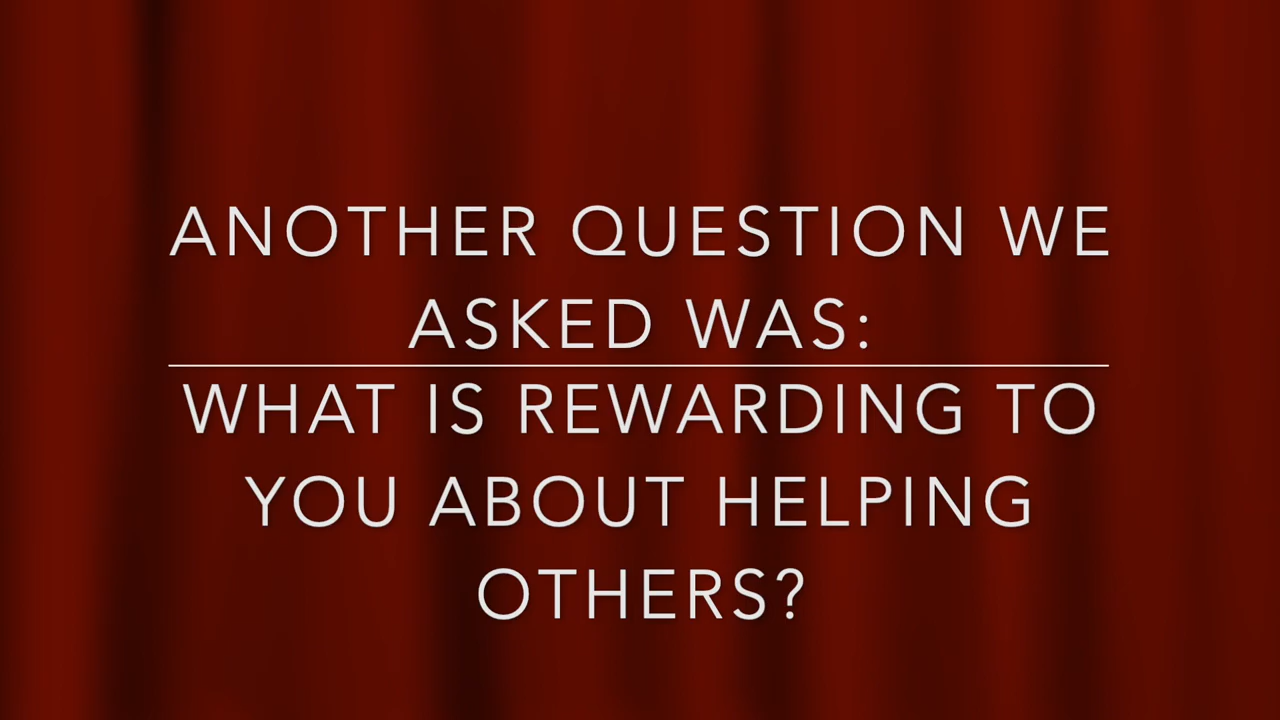 ANOTHER QUESTION WE
ASKED WAS:
WHAT IS REWARDING TO
YOU ABOUT HELPING
OTHERS?